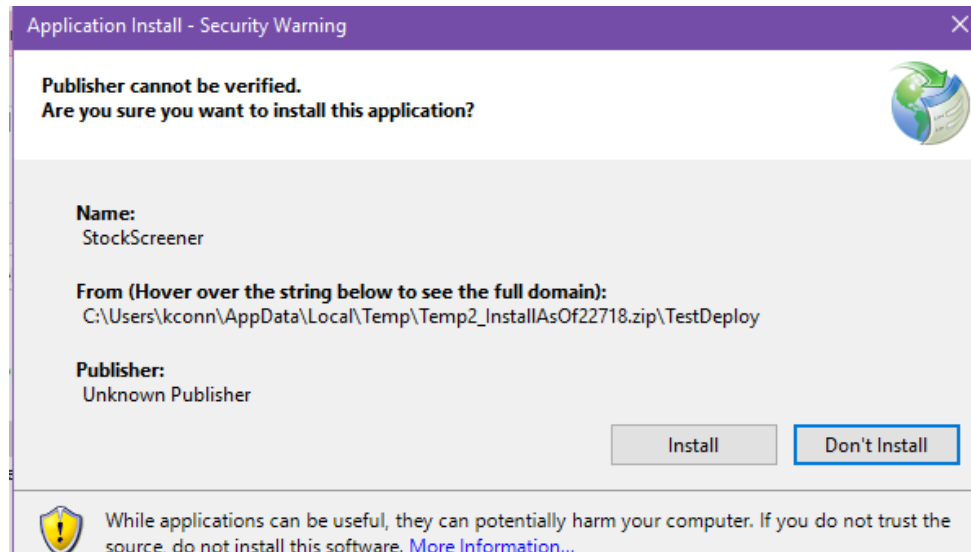 Application Install - Security Warning
Publisher cannot be verified.
Are you sure you want to install this application?
Name:
StockScreener
From (Hover over the string below to see the full domain):
C:\Users\kconn\AppData\Local\Temp\Temp2_InstallAsOf22718.zip\TestDeploy
Publisher:
Unknown Publisher
Install
Don't Install
While applications can be useful, they can potentially harm your computer. If you do not trust the
source, do not install this software. More Information...